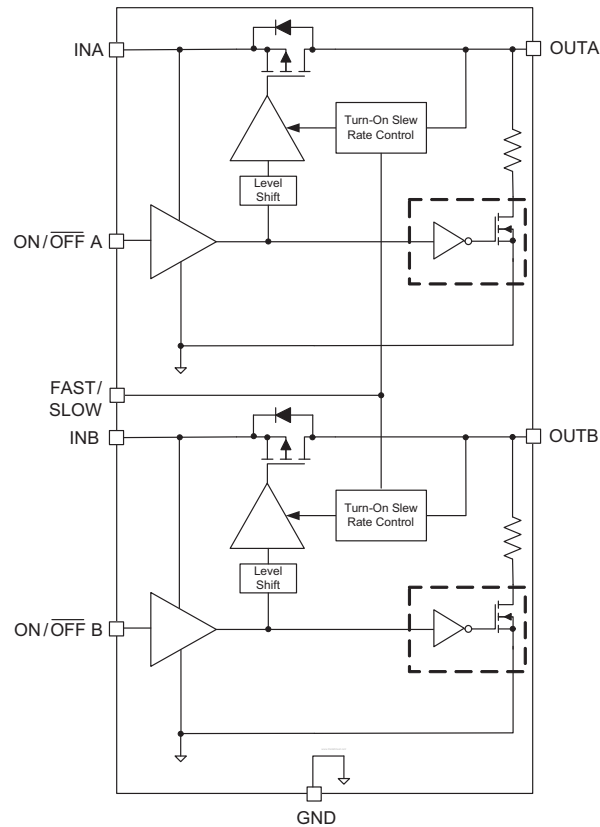 INA
OUTA
Turn-On Slew
Rate Control
Level
Shift
ON/OFF A
FAST/
SLOW
INB
OUTB
Turn-On Slew
Rate Control
Level
Shift
ON/OFF B
GND